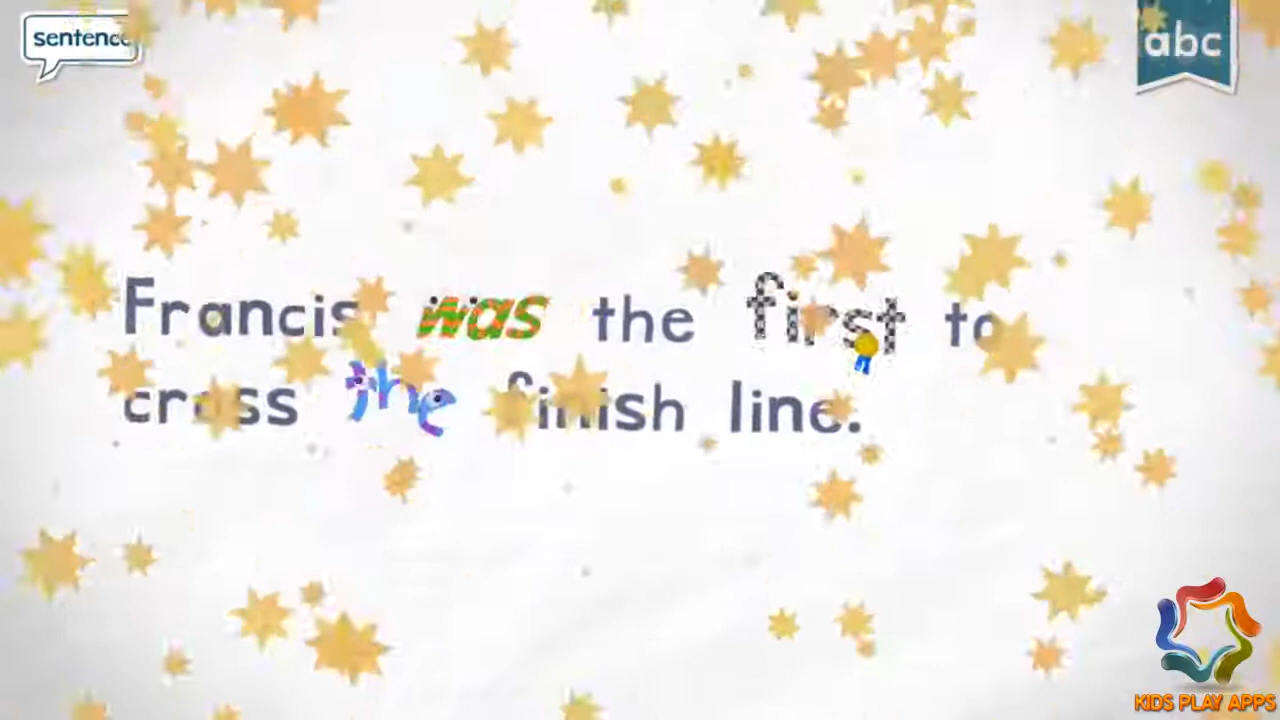 sentence
abc
Francis was the first to
cross the finish line.
KIDS PLAY APPS